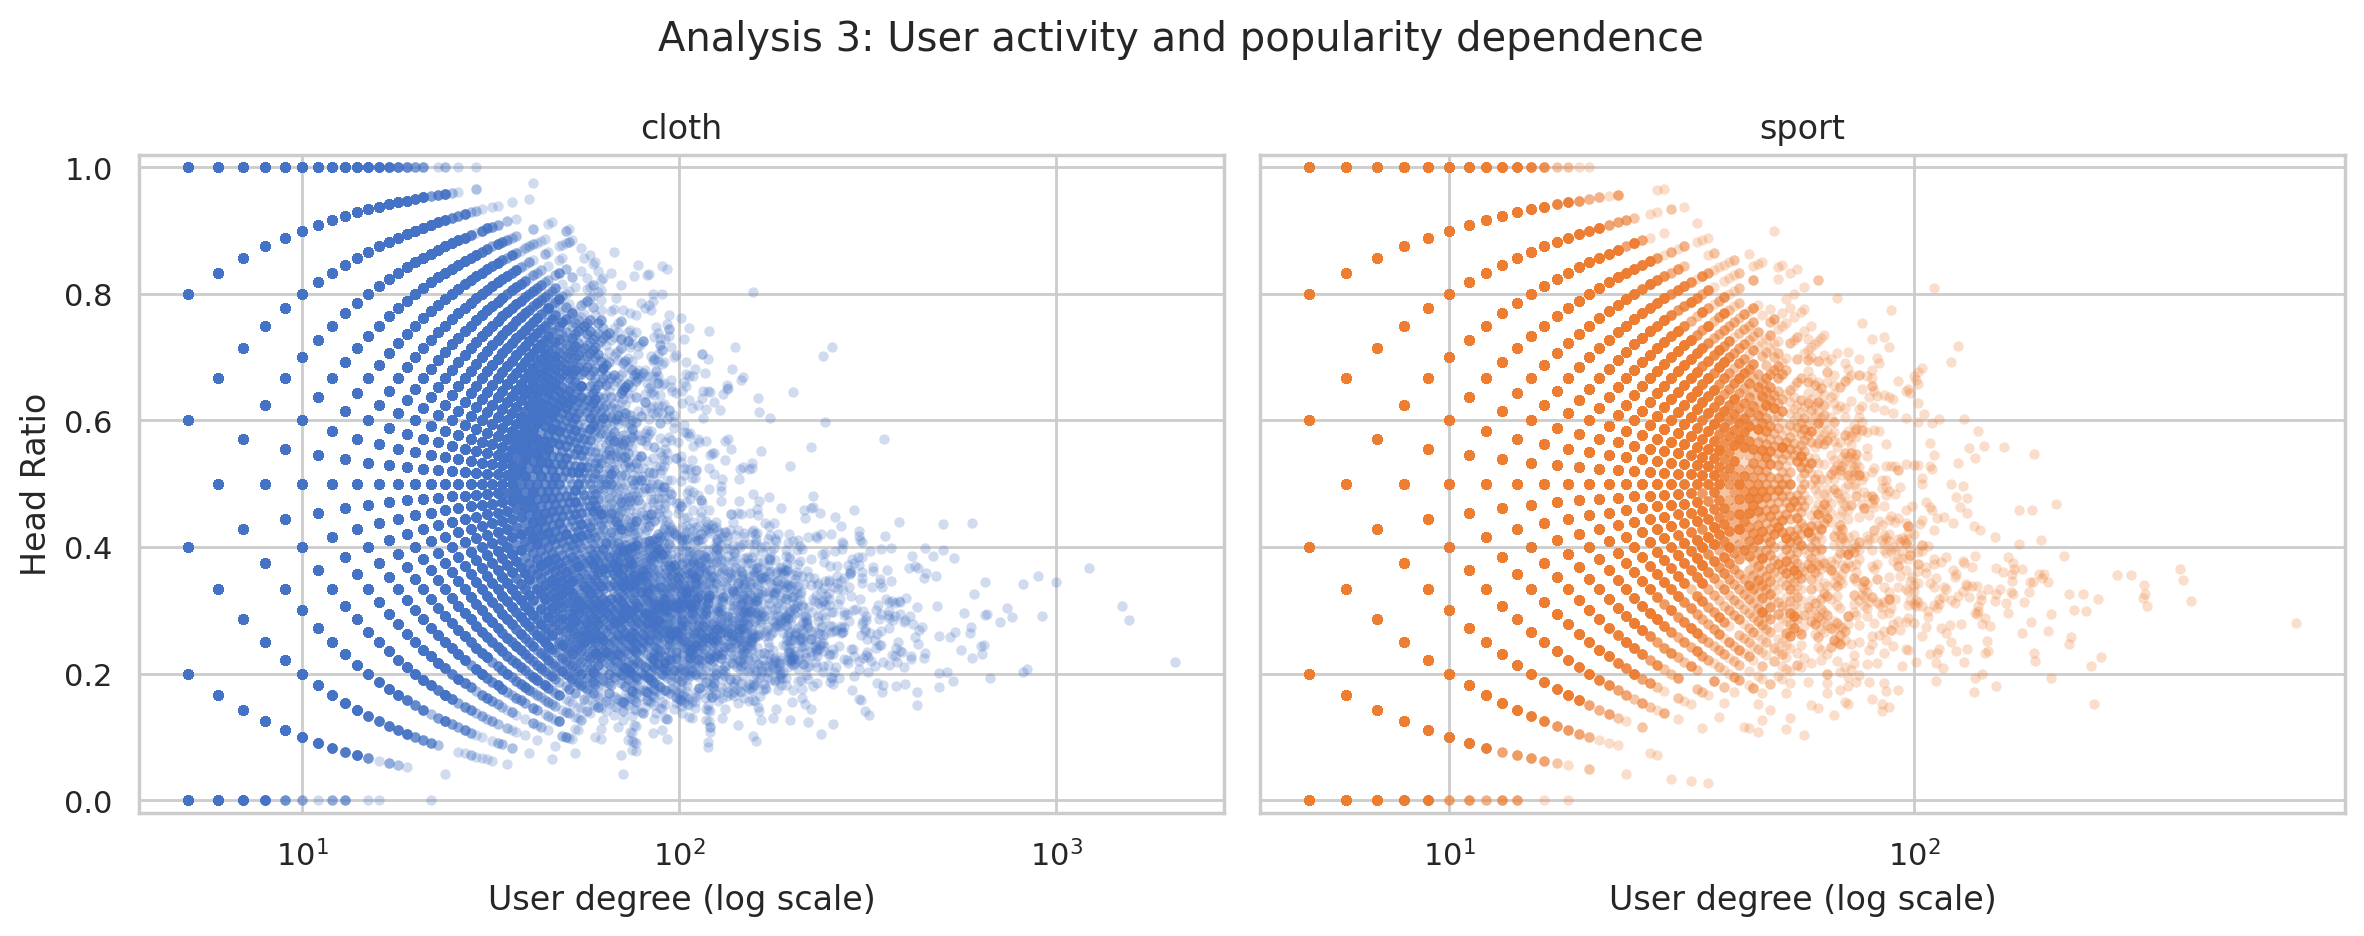 Analysis 3: User activity and popularity dependence
cloth
sport
Head Ratio
1.0
0.8
0.6
0.4
0.2
0.0
10¹ 10² 10³
10¹ 10²
User degree (log scale)
User degree (log scale)